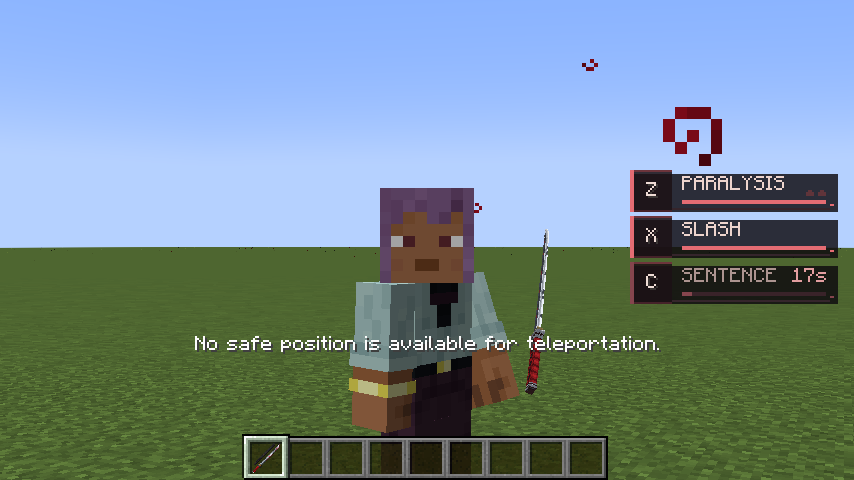 Z PARALYSIS
X SLASH
C SENTENCE 17s
No safe position is available for teleportation.